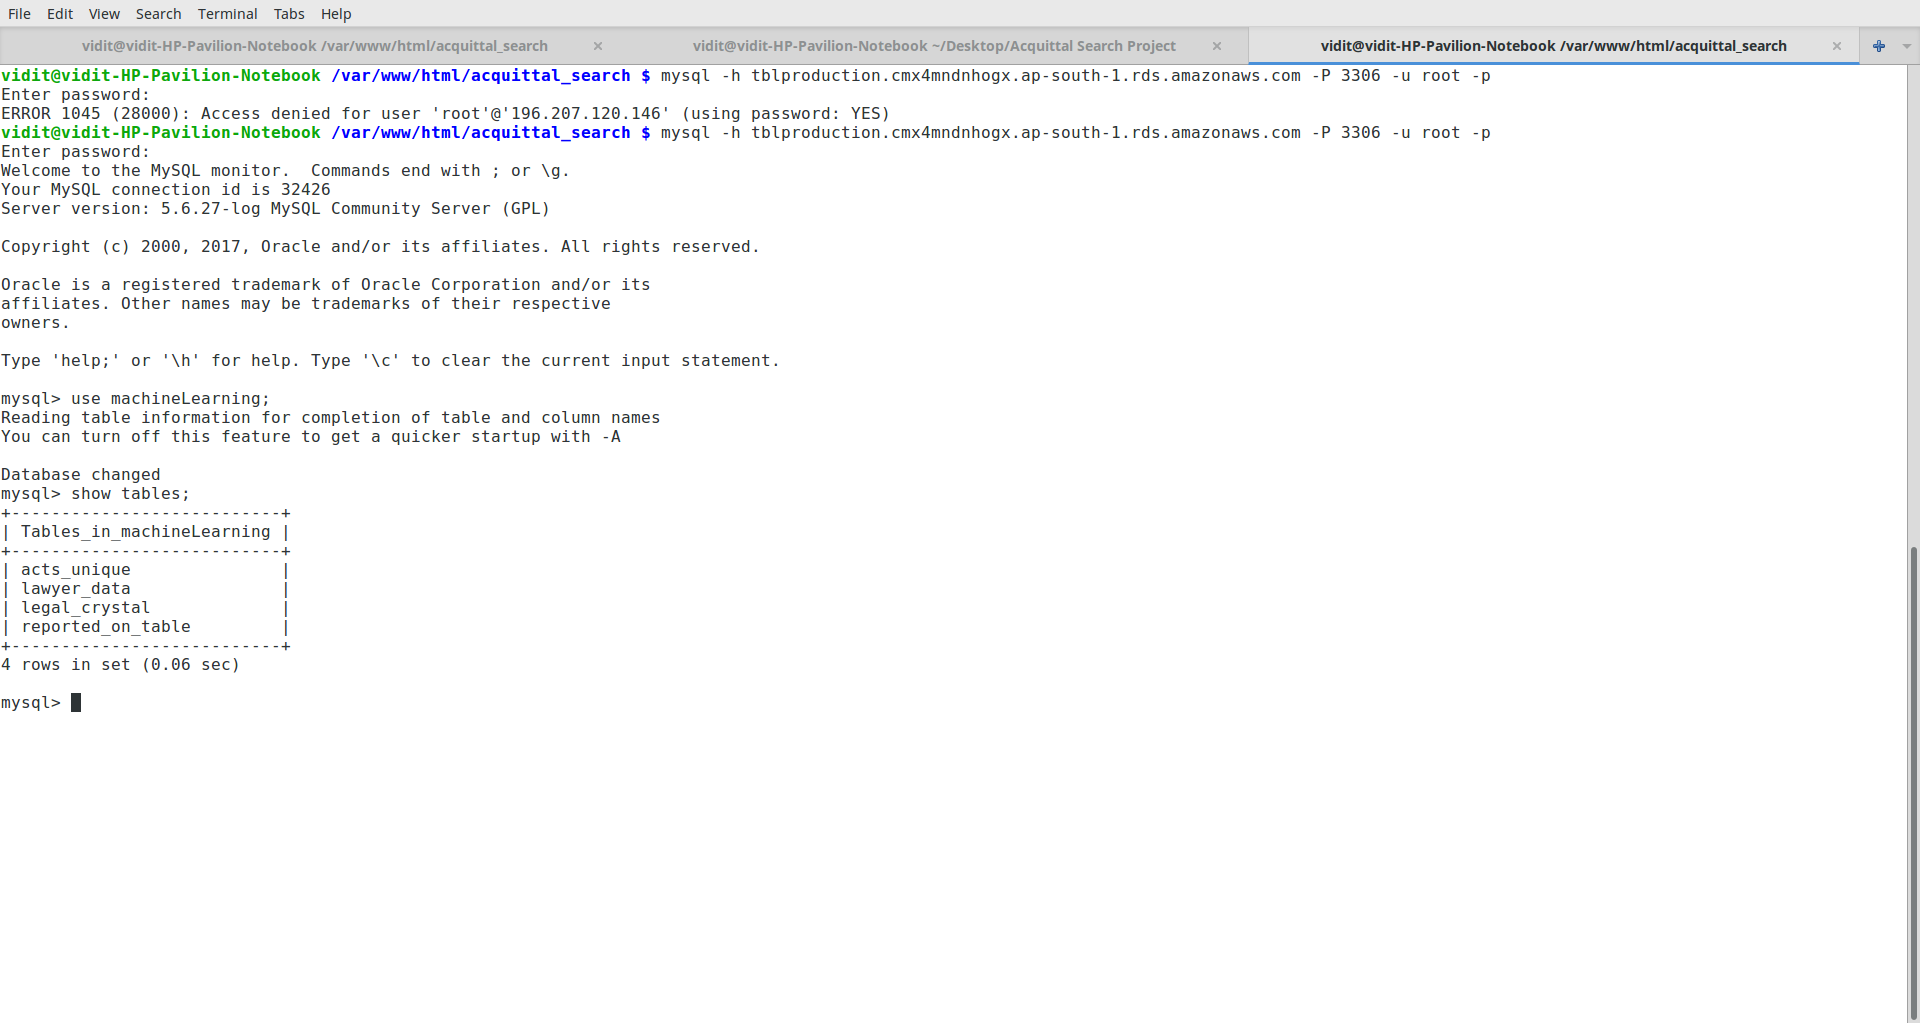 File Edit View Search Terminal Tabs Help
vidit@vidit-HP-Pavilion-Notebook /var/www/html/acquittal_search × vidit@vidit-HP-Pavilion-Notebook ~/Desktop/Acquittal Search Project × vidit@vidit-HP-Pavilion-Notebook /var/www/html/acquittal_search ×
vidit@vidit-HP-Pavilion-Notebook /var/www/html/acquittal_search $ mysql -h tblproduction.cmx4mndnhogx.ap-south-1.rds.amazonaws.com -P 3306 -u root -p
Enter password:
ERROR 1045 (28000): Access denied for user 'root'@'196.207.120.146' (using password: YES)
vidit@vidit-HP-Pavilion-Notebook /var/www/html/acquittal_search $ mysql -h tblproduction.cmx4mndnhogx.ap-south-1.rds.amazonaws.com -P 3306 -u root -p
Enter password:
Welcome to the MySQL monitor.  Commands end with ; or \g.
Your MySQL connection id is 32426
Server version: 5.6.27-log MySQL Community Server (GPL)
Copyright (c) 2000, 2017, Oracle and/or its affiliates. All rights reserved.
Oracle is a registered trademark of Oracle Corporation and/or its
affiliates. Other names may be trademarks of their respective
owners.
Type 'help;' or '\h' for help. Type '\c' to clear the current input statement.
mysql> use machineLearning;
Reading table information for completion of table and column names
You can turn off this feature to get a quicker startup with -A
Database changed
mysql> show tables;
+---------------------------+
| Tables_in_machineLearning |
+---------------------------+
| acts_unique               |
| lawyer_data               |
| legal_crystal             |
| reported_on_table         |
+---------------------------+
4 rows in set (0.06 sec)
mysql>